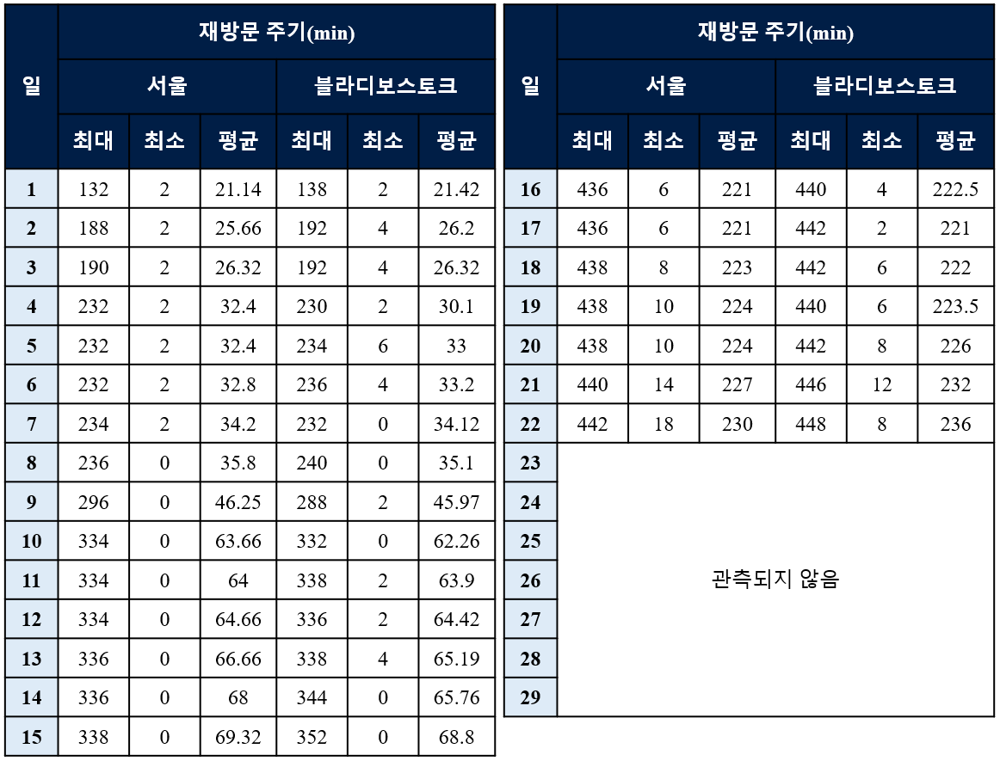 일 재방문 주기(min)
서울 블라디보스토크
최대 최소 평균 최대 최소 평균
1 132 2 21.14 138 2 21.42
2 188 2 25.66 192 4 26.2
3 190 2 26.32 192 4 26.32
4 232 2 32.4 230 2 30.1
5 232 2 32.4 234 6 33
6 232 2 32.8 236 4 33.2
7 234 2 34.2 232 0 34.12
8 236 0 35.8 240 0 35.1
9 296 0 46.25 288 2 45.97
10 334 0 63.66 332 0 62.26
11 334 0 64 338 2 63.9
12 334 0 64.66 336 2 64.42
13 336 0 66.66 338 4 65.19
14 336 0 68 344 0 65.76
15 338 0 69.32 352 0 68.8
일 재방문 주기(min)
서울 블라디보스토크
최대 최소 평균 최대 최소 평균
16 436 6 221 440 4 222.5
17 436 6 221 442 2 221
18 438 8 223 442 6 222
19 438 10 224 440 6 223.5
20 438 10 224 442 8 226
21 440 14 227 446 12 232
22 442 18 230 448 8 236
23
24
25
26 관측되지 않음
27
28
29